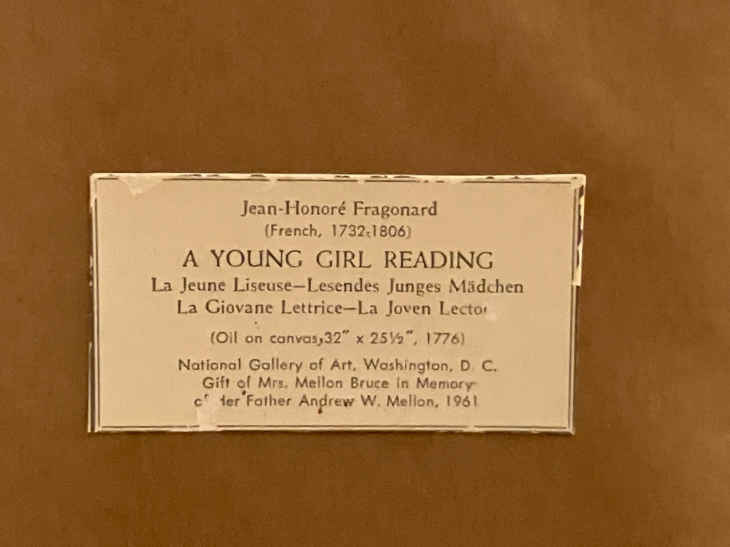 Jean-Honoré Fragonard
(French, 1732-1806)
A YOUNG GIRL READING
La Jeune Liseuse—Lesendes Junges Mädchen
La Giovane Lettrice—La Joven Lecto
(Oil on canvas, 32" x 25½", 1776)
National Gallery of Art, Washington, D. C.
Gift of Mrs. Mellon Bruce in Memory
of Her Father Andrew W. Mellon, 1961